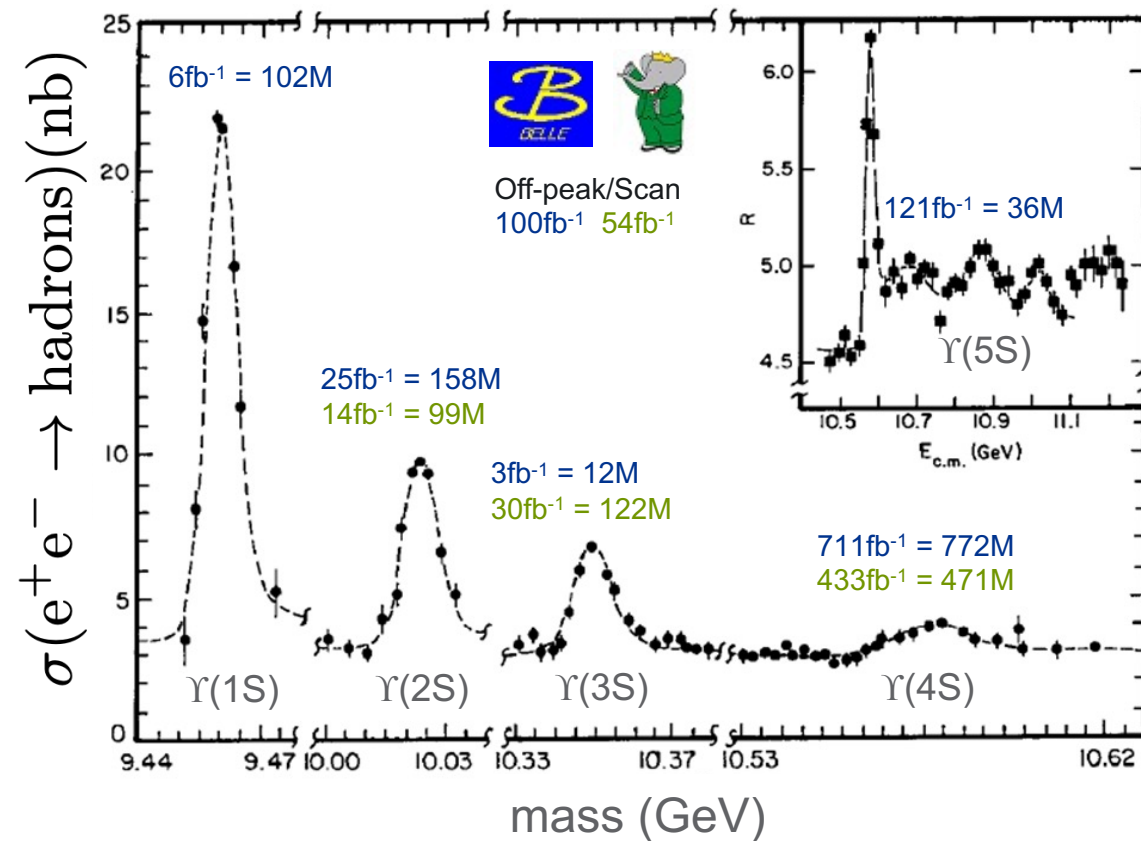 σ(e⁺e⁻ → hadrons)(nb)
25
20
15
10
5
0
6fb⁻¹ = 102M
B
BELLE
Off-peak/Scan
100fb⁻¹ 54fb⁻¹
25fb⁻¹ = 158M
14fb⁻¹ = 99M
3fb⁻¹ = 12M
30fb⁻¹ = 122M
711fb⁻¹ = 772M
433fb⁻¹ = 471M
ϒ(1S) ϒ(2S) ϒ(3S) ϒ(4S)
9.44 9.47 10.00 10.03 10.33 10.37 10.53 10.62
mass (GeV)
R
6.0
5.5
5.0
4.5
121fb⁻¹ = 36M
ϒ(5S)
10.5 10.7 10.9 11.1
E c.m. (GeV)